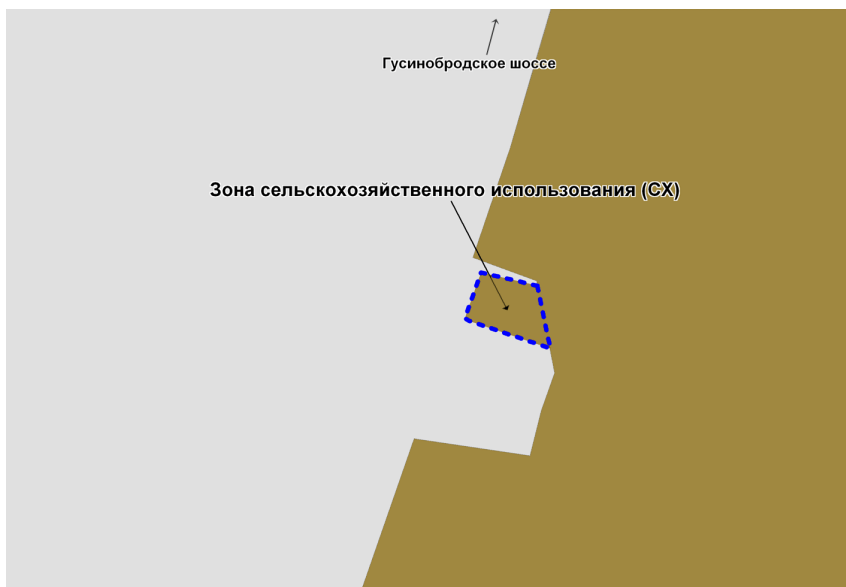 Гусинобродское шоссе
Зона сельскохозяйственного использования (СХ)